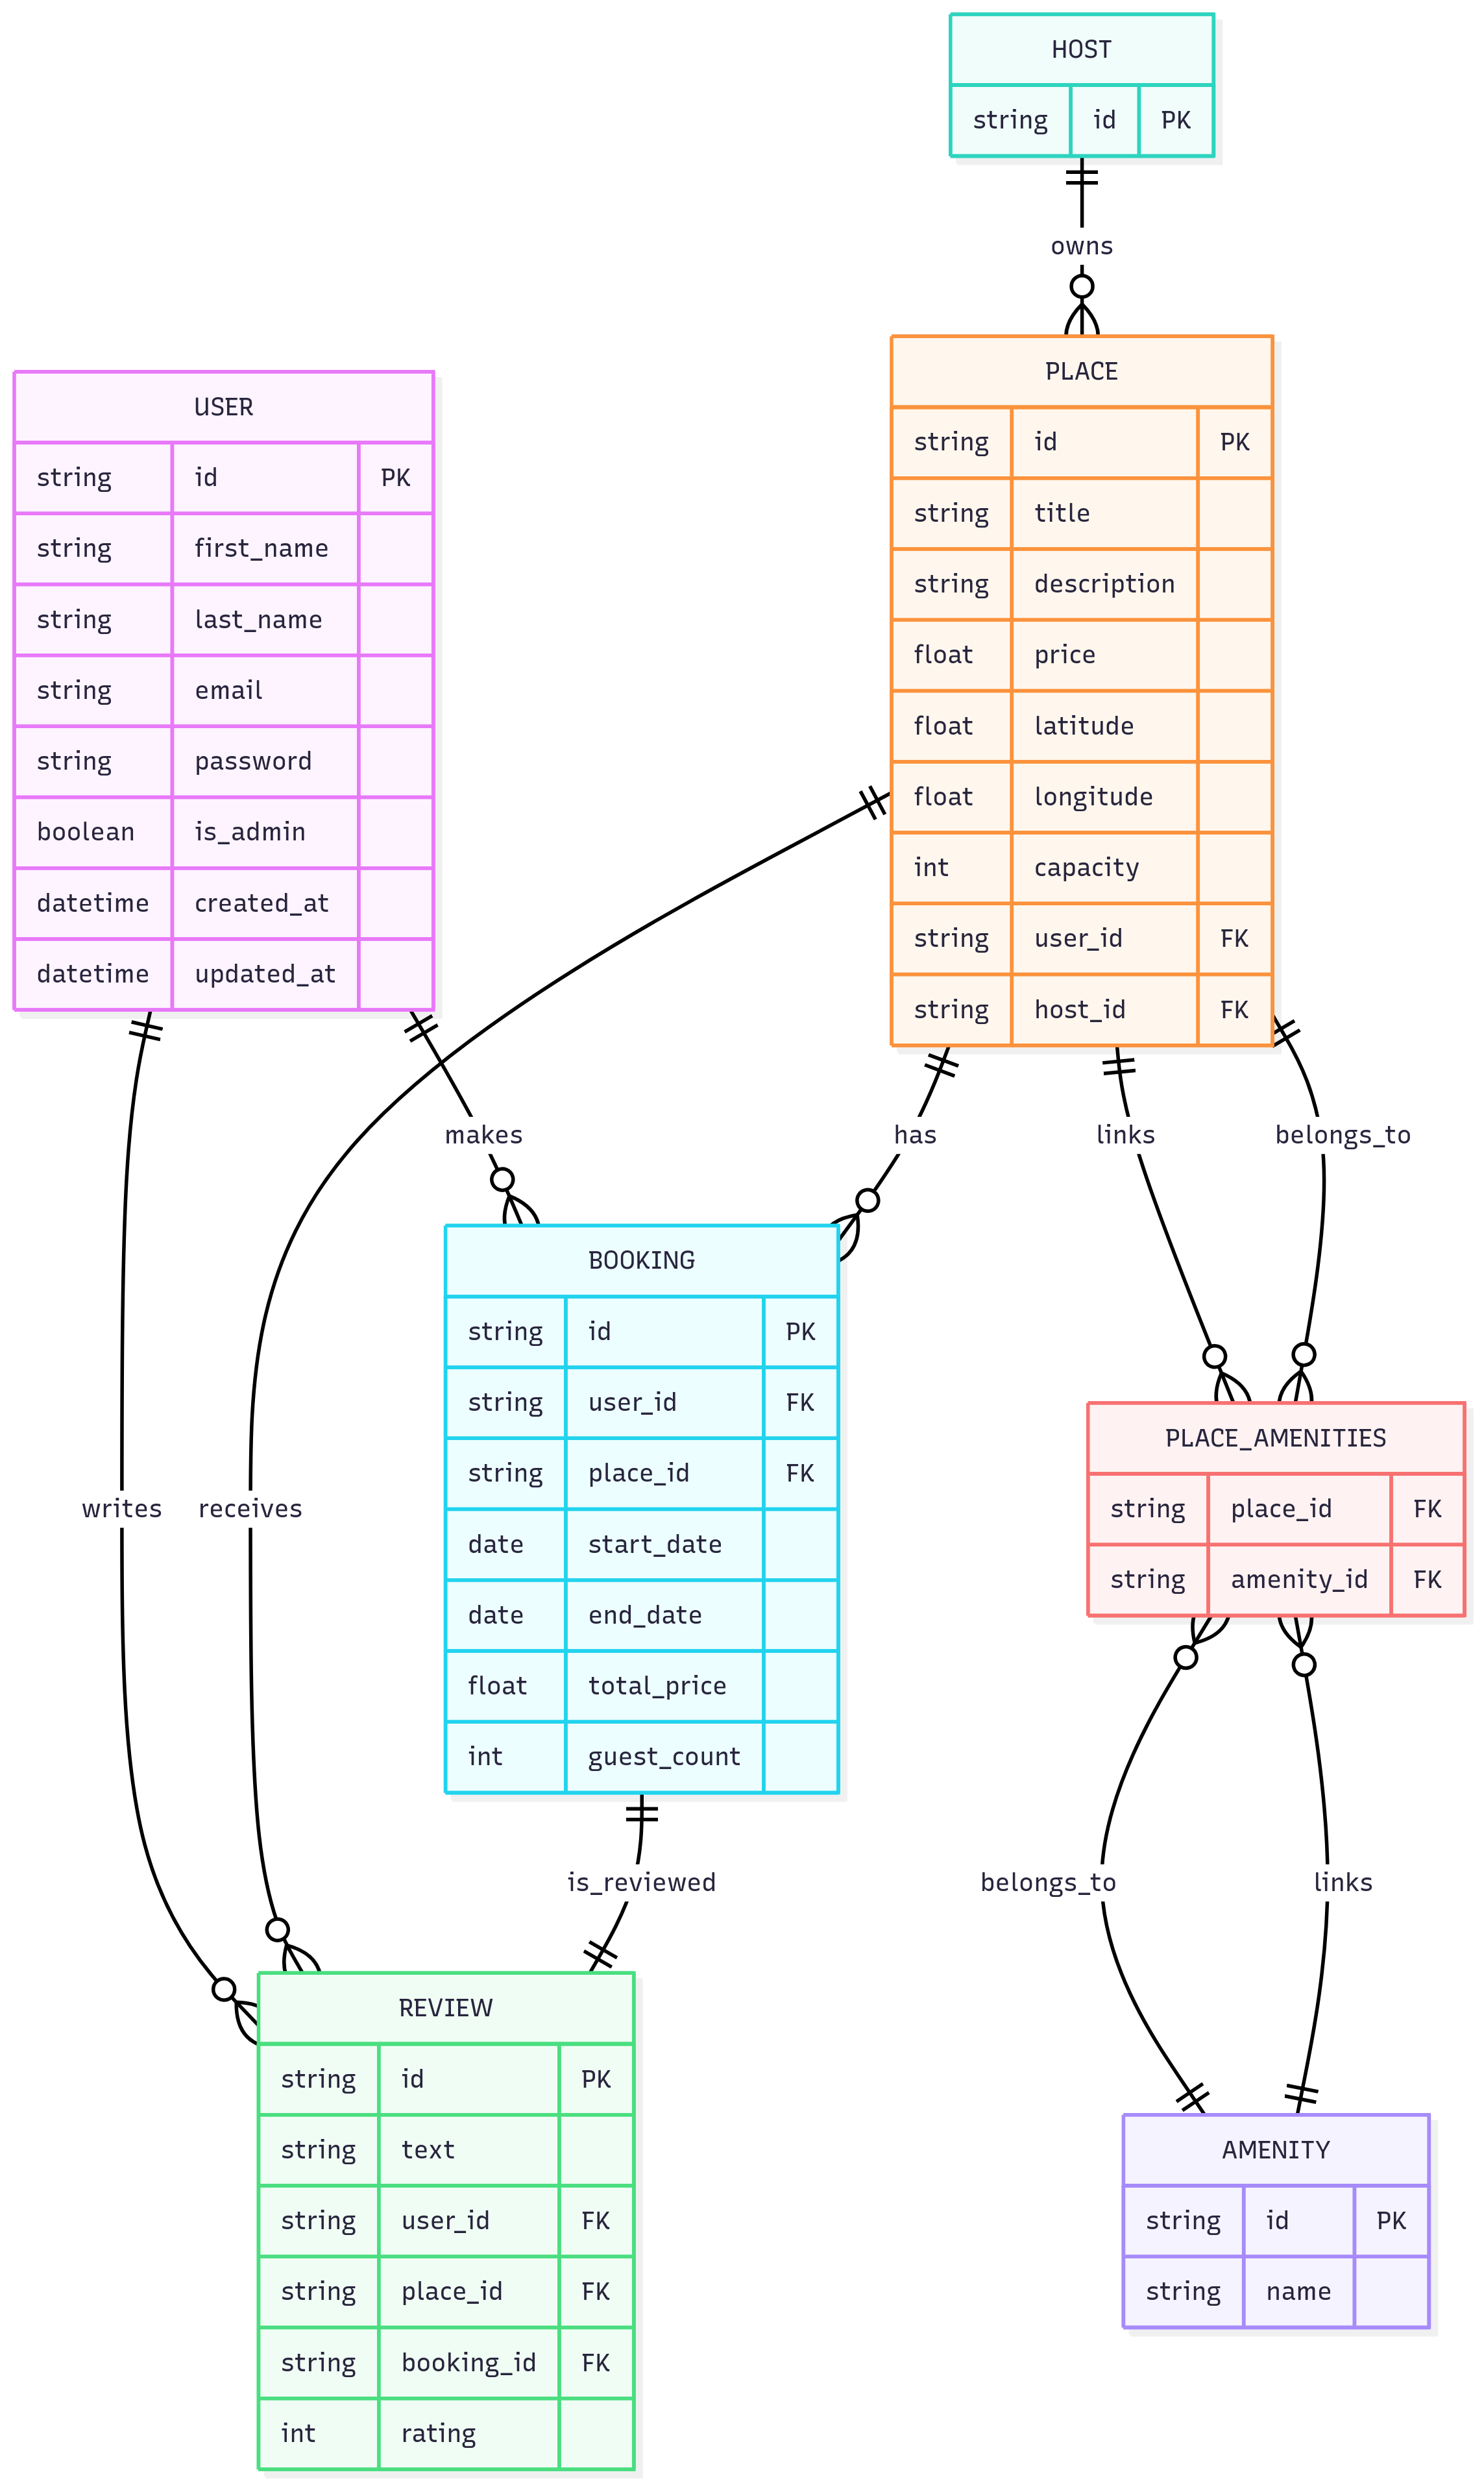 HOST
string id PK
owns
PLACE
string id PK
string title
string description
float price
float latitude
float longitude
int capacity
string user_id FK
string host_id FK
USER
string id PK
string first_name
string last_name
string email
string password
boolean is_admin
datetime created_at
datetime updated_at
makes
has
links
belongs_to
BOOKING
string id PK
string user_id FK
string place_id FK
date start_date
date end_date
float total_price
int guest_count
PLACE_AMENITIES
string place_id FK
string amenity_id FK
writes
receives
is_reviewed
belongs_to
links
REVIEW
string id PK
string text
string user_id FK
string place_id FK
string booking_id FK
int rating
AMENITY
string id PK
string name